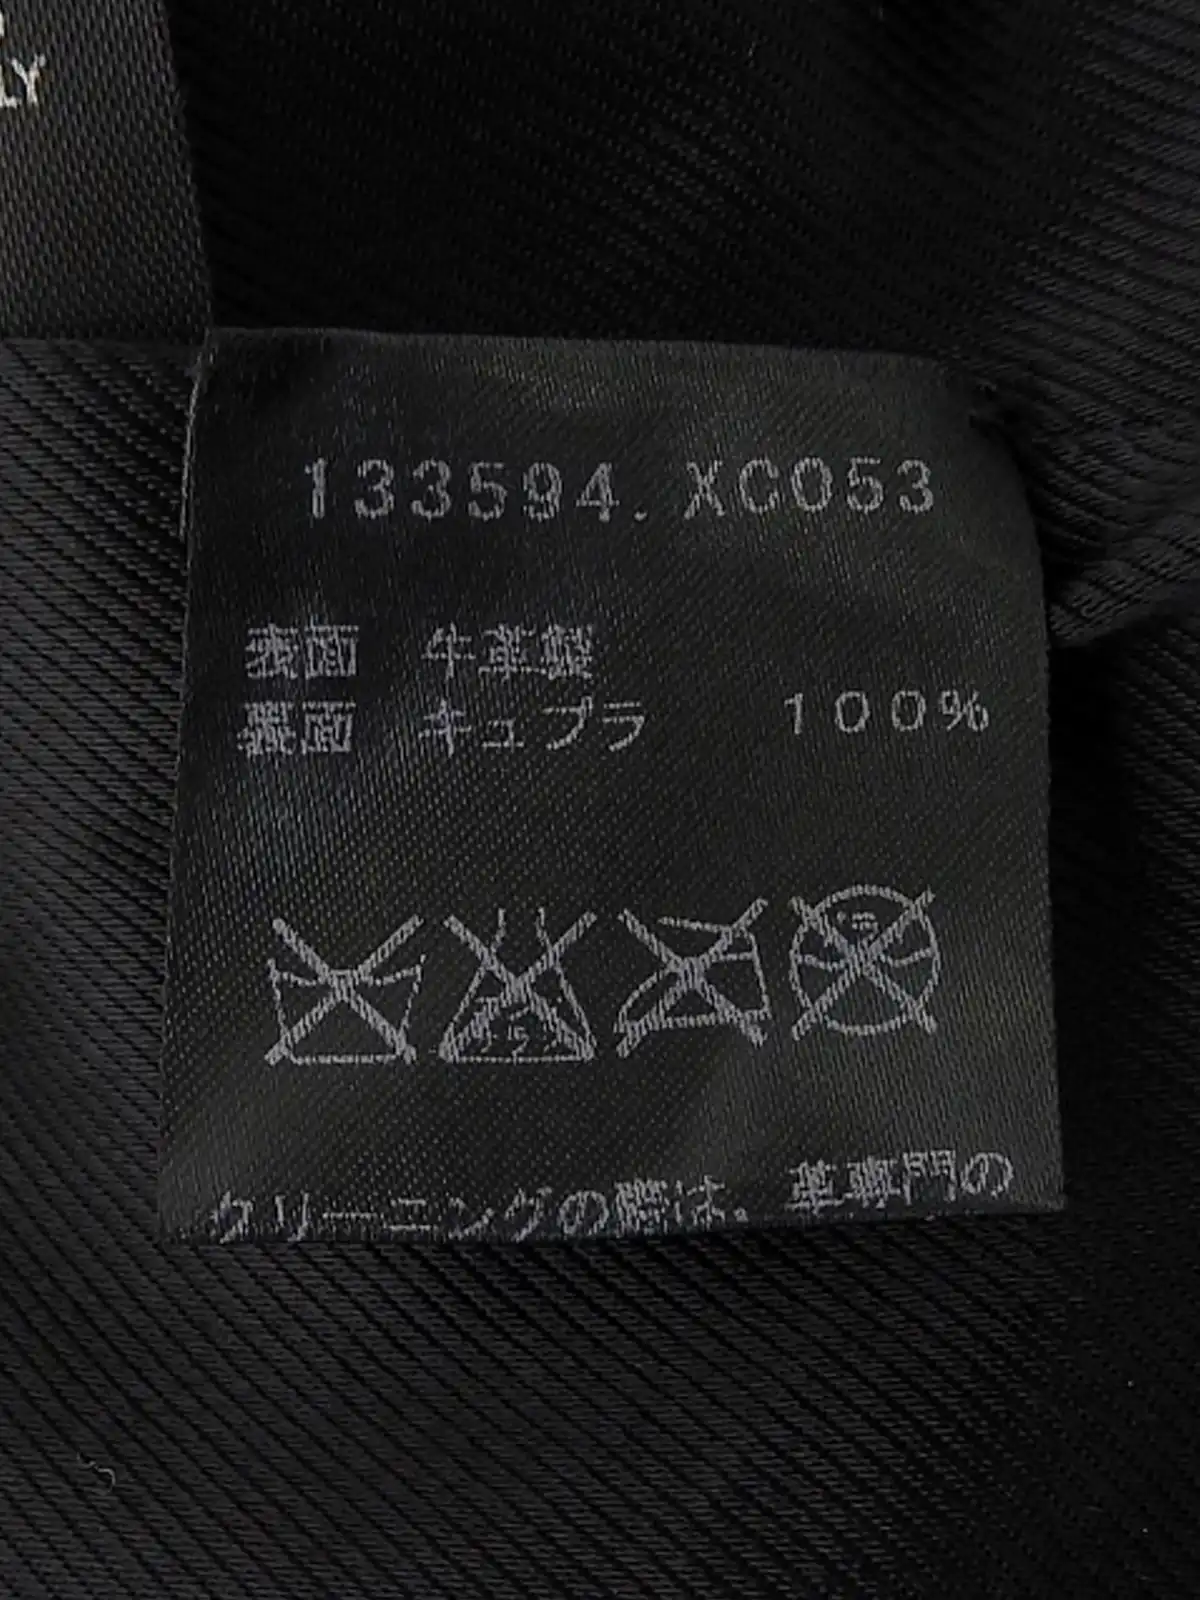 LY
133594.XC053
表面 牛革製
裏面 キュプラ 100%
クリーニングの際は、革専門の